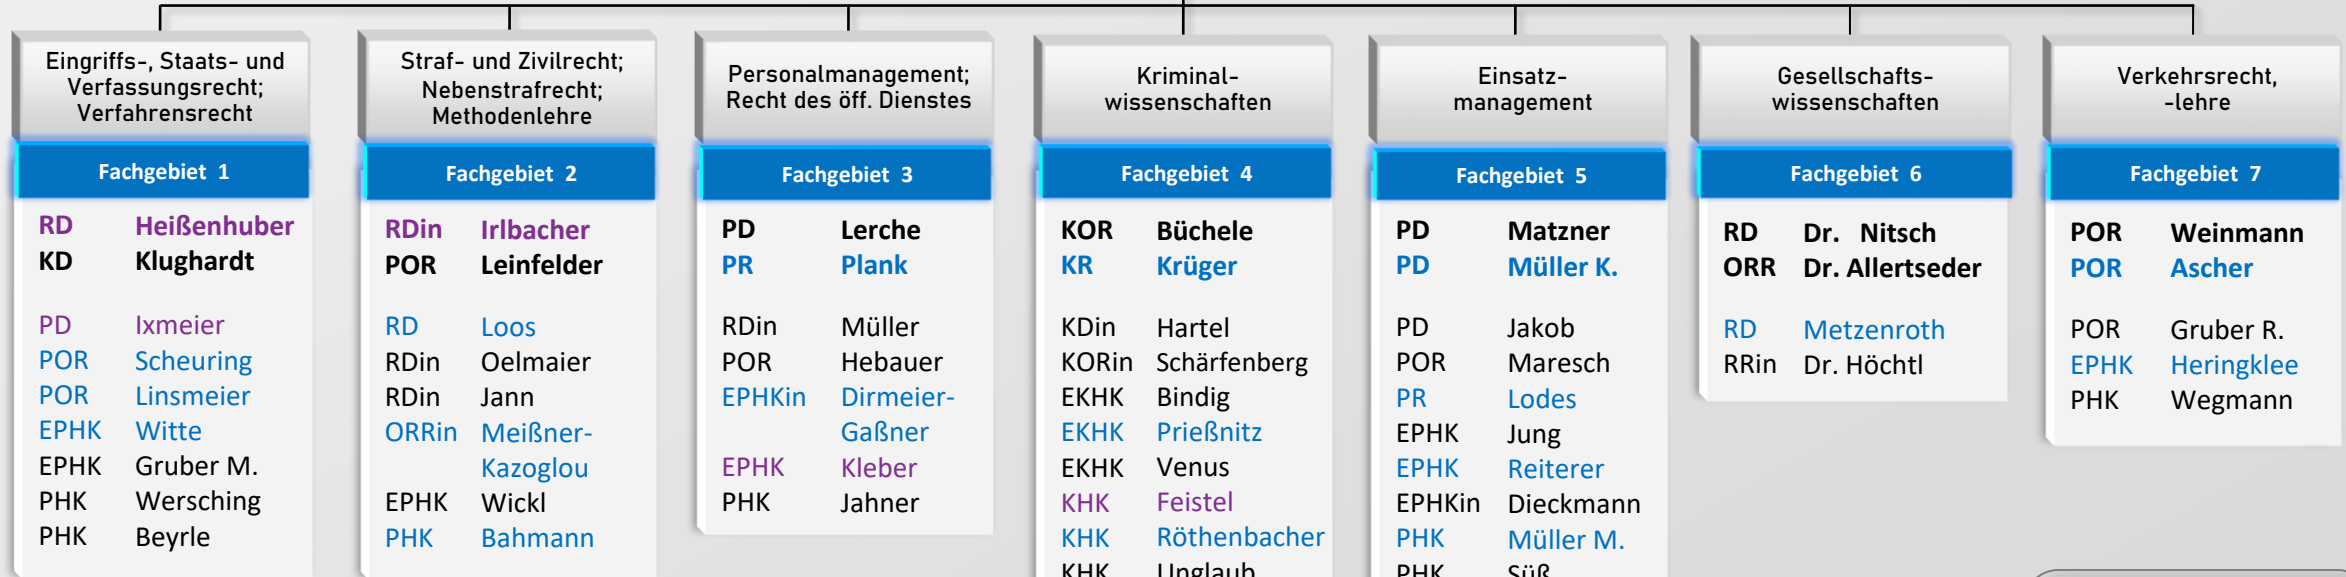 Eingriffs-, Staats- und
Verfassungsrecht;
Verfahrensrecht
Fachgebiet 1
RD Heißenhuber
KD Klughardt
PD Ixmeier
POR Scheuring
POR Linsmeier
EPHK Witte
EPHK Gruber M.
PHK Wersching
PHK Beyrle
Straf- und Zivilrecht;
Nebenstrafrecht;
Methodenlehre
Fachgebiet 2
RDin Irlbacher
POR Leinfelder
RD Loos
RDin Oelmaier
RDin Jann
ORRin Meißner-
Kazoglou
EPHK Wickl
PHK Bahmann
Personalmanagement;
Recht des öff. Dienstes
Fachgebiet 3
PD Lerche
PR Plank
RDin Müller
POR Hebauer
EPHKin Dirmeier-
Gaßner
EPHK Kleber
PHK Jahner
Kriminal-
wissenschaften
Fachgebiet 4
KOR Büchele
KR Krüger
KDin Hartel
KORin Schärfenberg
EKHK Bindig
EKHK Prießnitz
EKHK Venus
KHK Feistel
KHK Röthenbacher
KHK Unglaub
Einsatz-
management
Fachgebiet 5
PD Matzner
PD Müller K.
PD Jakob
POR Maresch
PR Lodes
EPHK Jung
EPHK Reiterer
EPHKin Dieckmann
PHK Müller M.
PHK Süß
Gesellschafts-
wissenschaften
Fachgebiet 6
RD Dr. Nitsch
ORR Dr. Allertseder
RD Metzenroth
RRin Dr. Höchtl
Verkehrsrecht,
-lehre
Fachgebiet 7
POR Weinmann
POR Ascher
POR Gruber R.
EPHK Heringklee
PHK Wegmann